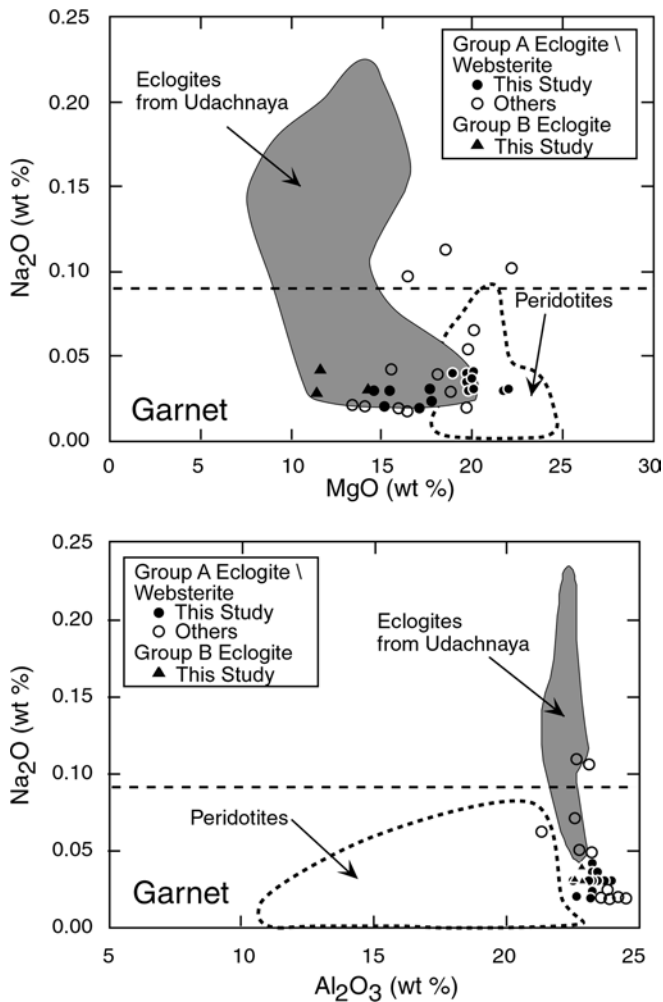 Group A Eclogite \
Websterite
This Study
Others
Group B Eclogite
This Study
Eclogites
from Udachnaya
Peridotites
Garnet
Na2O (wt %)
0.25
0.20
0.15
0.10
0.05
0.00
0 5 10 15 20 25 30
MgO (wt %)
Group A Eclogite \
Websterite
This Study
Others
Group B Eclogite
This Study
Eclogites
from Udachnaya
Peridotites
Garnet
Na2O (wt %)
0.25
0.20
0.15
0.10
0.05
0.00
5 10 15 20 25
Al2O3 (wt %)